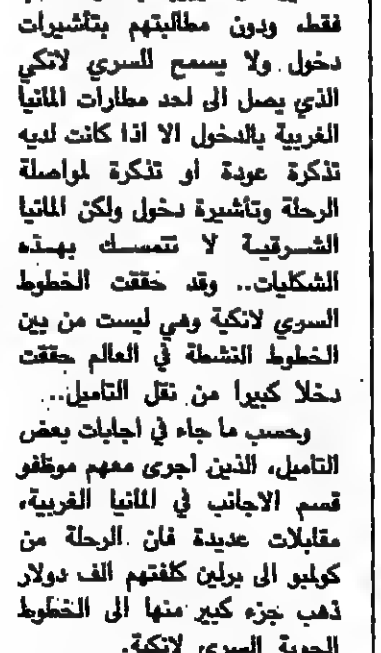 فقط، ودون مطالبتهم بتأشيرات
دخول ولا يسمح للسري لانكي
الذي يصل الى احد مطارات المانيا
الغربية بالدخول الا اذا كانت لديه
تذكرة عودة او تذكرة لمواصلة
الرحلة وتأشيرة دخول ولكن المانيا
الشرقية لا تتمسك بهذه
الشكليات.. وقد حققت الخطوط
السري لانكية وهي ليست من بين
الخطوط النشطة في العالم حققت
دخلا كبيرا من نقل التاميل..
وحسب ما جاء في اجابات بعض
التاميل، الذين اجرى معهم موظفو
قسم الاجانب في المانيا الغربية،
مقابلات عديدة فان الرحلة من
كولمبو الى برلين كلفتهم الف دولار
ذهب جزء كبير منها الى الخطوط
الجوية السري لانكية.